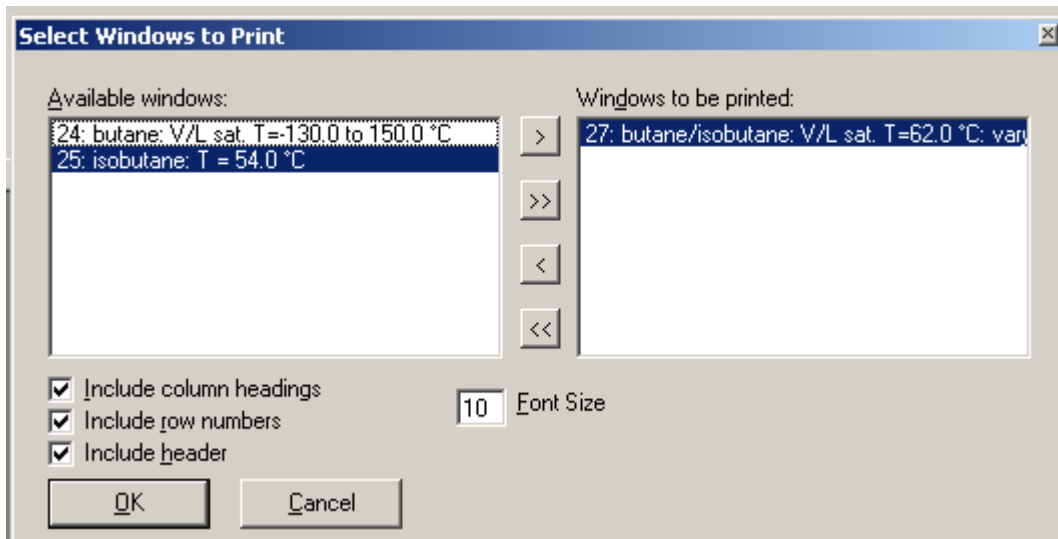 Select Windows to Print
Available windows:
24: butane: V/L sat. T=-130.0 to 150.0 °C
25: isobutane: T = 54.0 °C
>
>>
<
<<
Windows to be printed:
27: butane/isobutane: V/L sat. T=62.0 °C: vary
Include column headings
Include row numbers
Include header
10 Font Size
OK Cancel